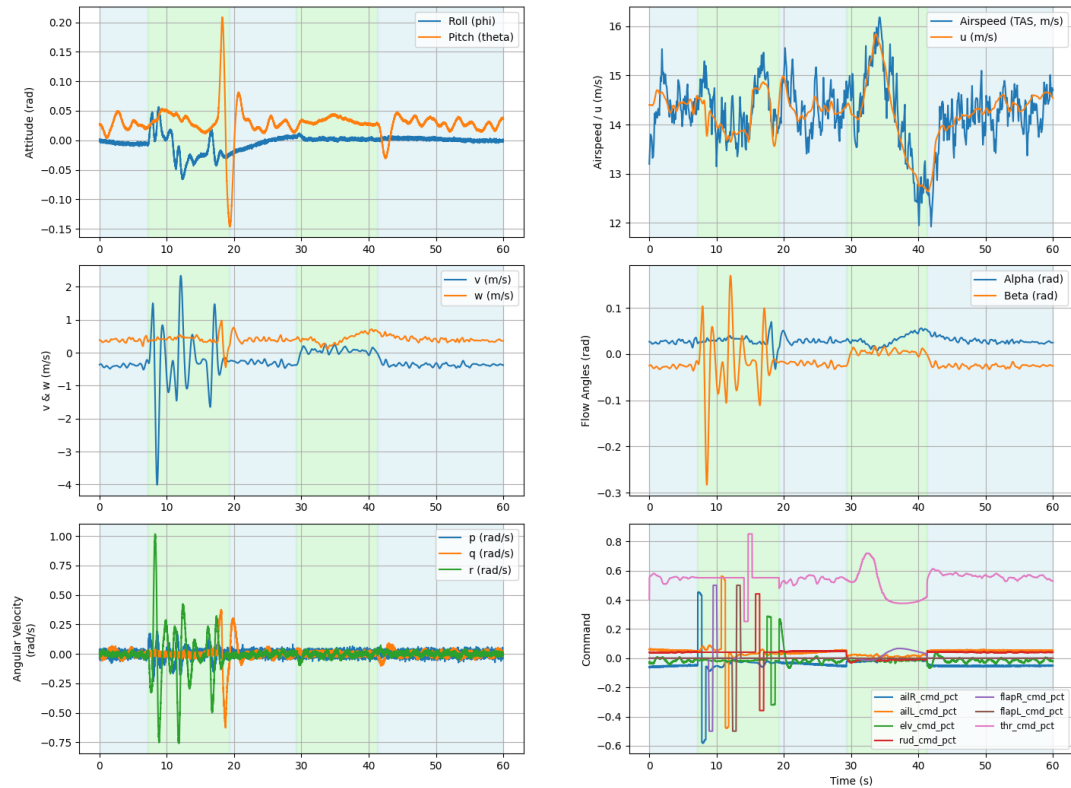 Roll (phi)
Pitch (theta)
Attitude (rad)
0.20
0.15
0.10
0.05
0.00
−0.05
−0.10
−0.15
0 10 20 30 40 50 60
Airspeed (TAS, m/s)
u (m/s)
Airspeed / u (m/s)
16
15
14
13
12
0 10 20 30 40 50 60
v (m/s)
w (m/s)
v & w (m/s)
2
1
0
−1
−2
−3
−4
0 10 20 30 40 50 60
Alpha (rad)
Beta (rad)
Flow Angles (rad)
0.1
0.0
−0.1
−0.2
−0.3
0 10 20 30 40 50 60
p (rad/s)
q (rad/s)
r (rad/s)
Angular Velocity
(rad/s)
1.00
0.75
0.50
0.25
0.00
−0.25
−0.50
−0.75
0 10 20 30 40 50 60
Command
0.8
0.6
0.4
0.2
0.0
−0.2
−0.4
−0.6
ailR_cmd_pct
ailL_cmd_pct
elv_cmd_pct
rud_cmd_pct
flapR_cmd_pct
flapL_cmd_pct
thr_cmd_pct
0 10 20 30 40 50 60
Time (s)